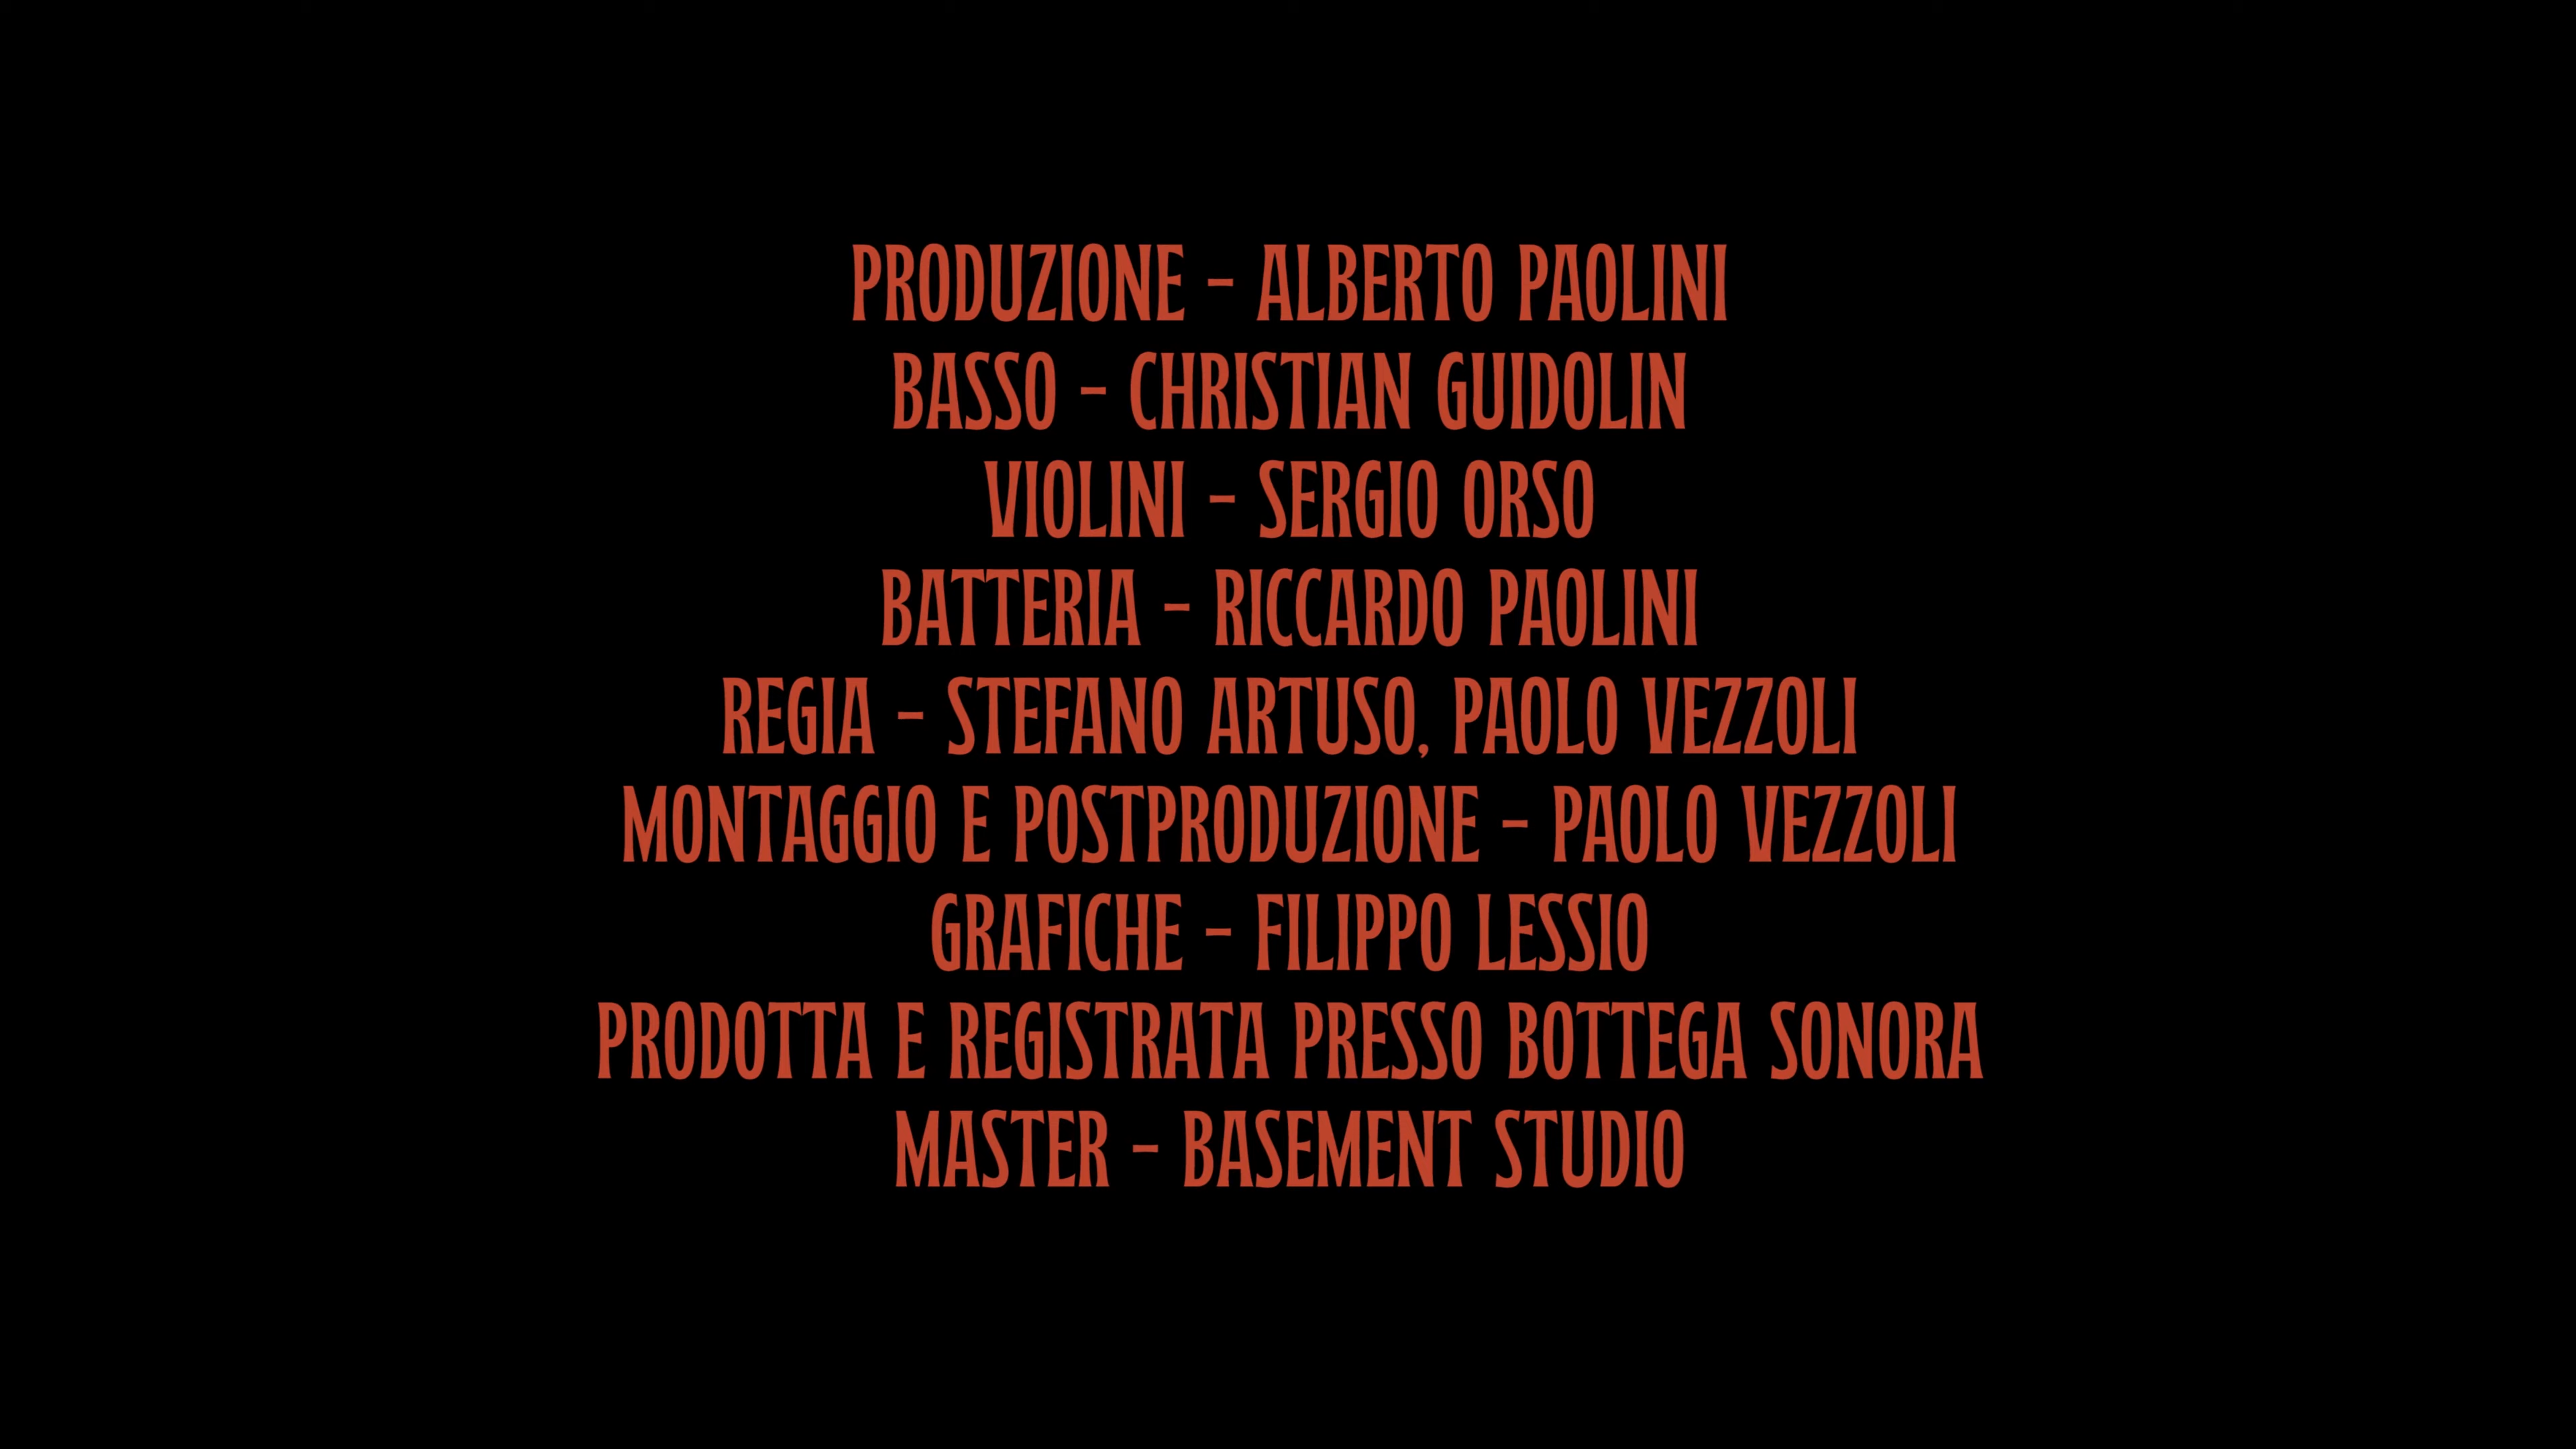 PRODUZIONE - ALBERTO PAOLINI
BASSO - CHRISTIAN GUIDOLIN
VIOLINI - SERGIO ORSO
BATTERIA - RICCARDO PAOLINI
REGIA - STEFANO ARTUSO, PAOLO VEZZOLI
MONTAGGIO E POSTPRODUZIONE - PAOLO VEZZOLI
GRAFICHE - FILIPPO LESSIO
PRODOTTA E REGISTRATA PRESSO BOTTEGA SONORA
MASTER - BASEMENT STUDIO